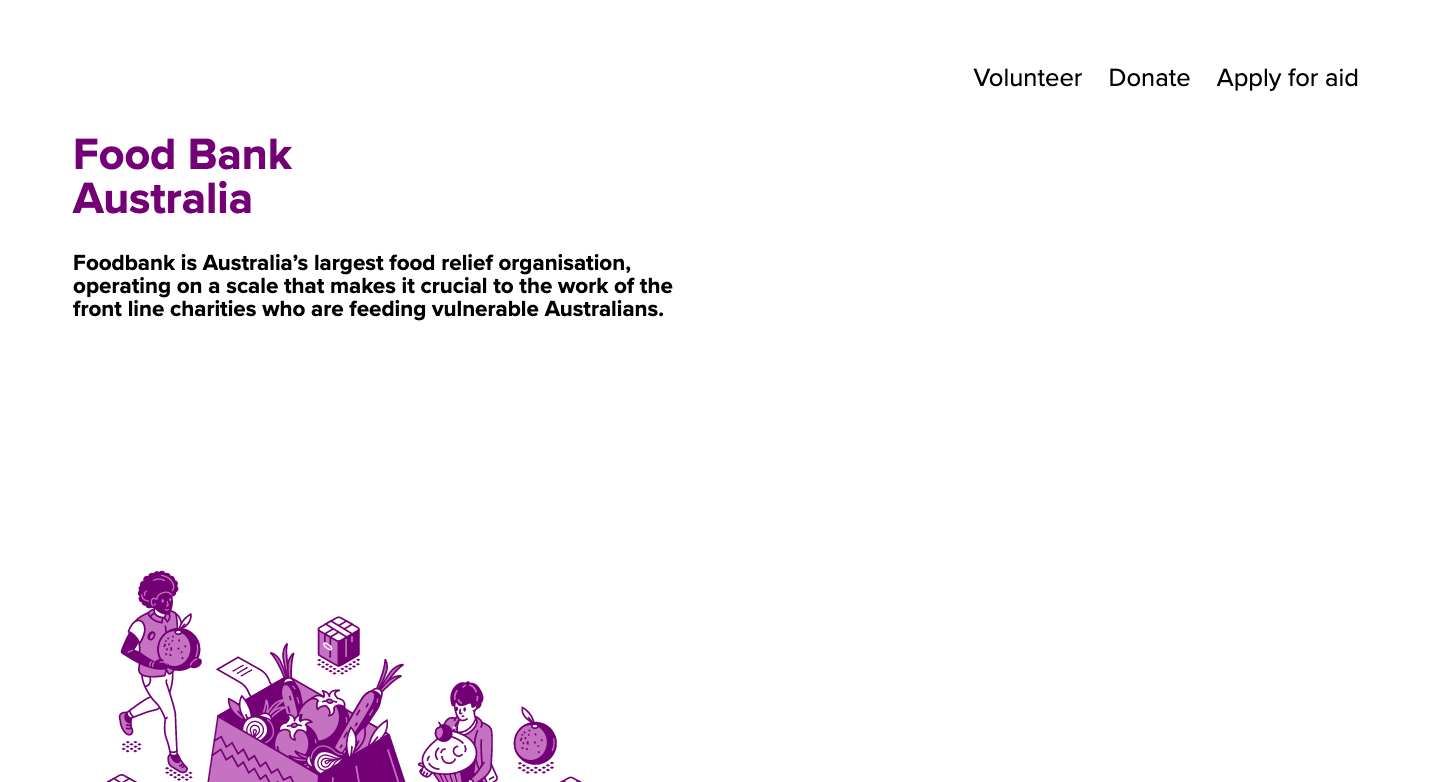 Volunteer Donate Apply for aid
Food Bank
Australia
Foodbank is Australia’s largest food relief organisation,
operating on a scale that makes it crucial to the work of the
front line charities who are feeding vulnerable Australians.